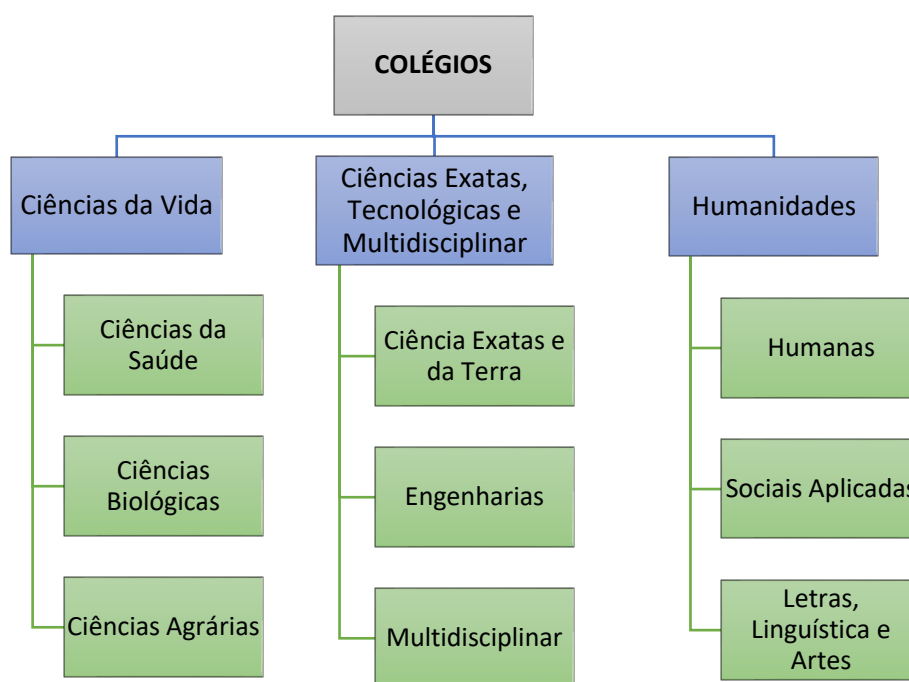 COLÉGIOS
Ciências da Vida
Ciências da
Saúde
Ciências
Biológicas
Ciências Agrárias
Ciências Exatas,
Tecnológicas e
Multidisciplinar
Ciência Exatas e
da Terra
Engenharias
Multidisciplinar
Humanidades
Humanas
Sociais Aplicadas
Letras,
Linguística e
Artes